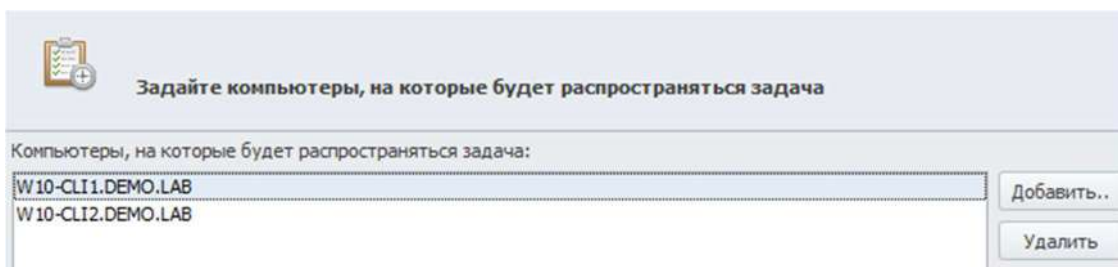 Задайте компьютеры, на которые будет распространяться задача
Компьютеры, на которые будет распространяться задача:
W10-CLI1.DEMO.LAB
W10-CLI2.DEMO.LAB
Добавить..
Удалить